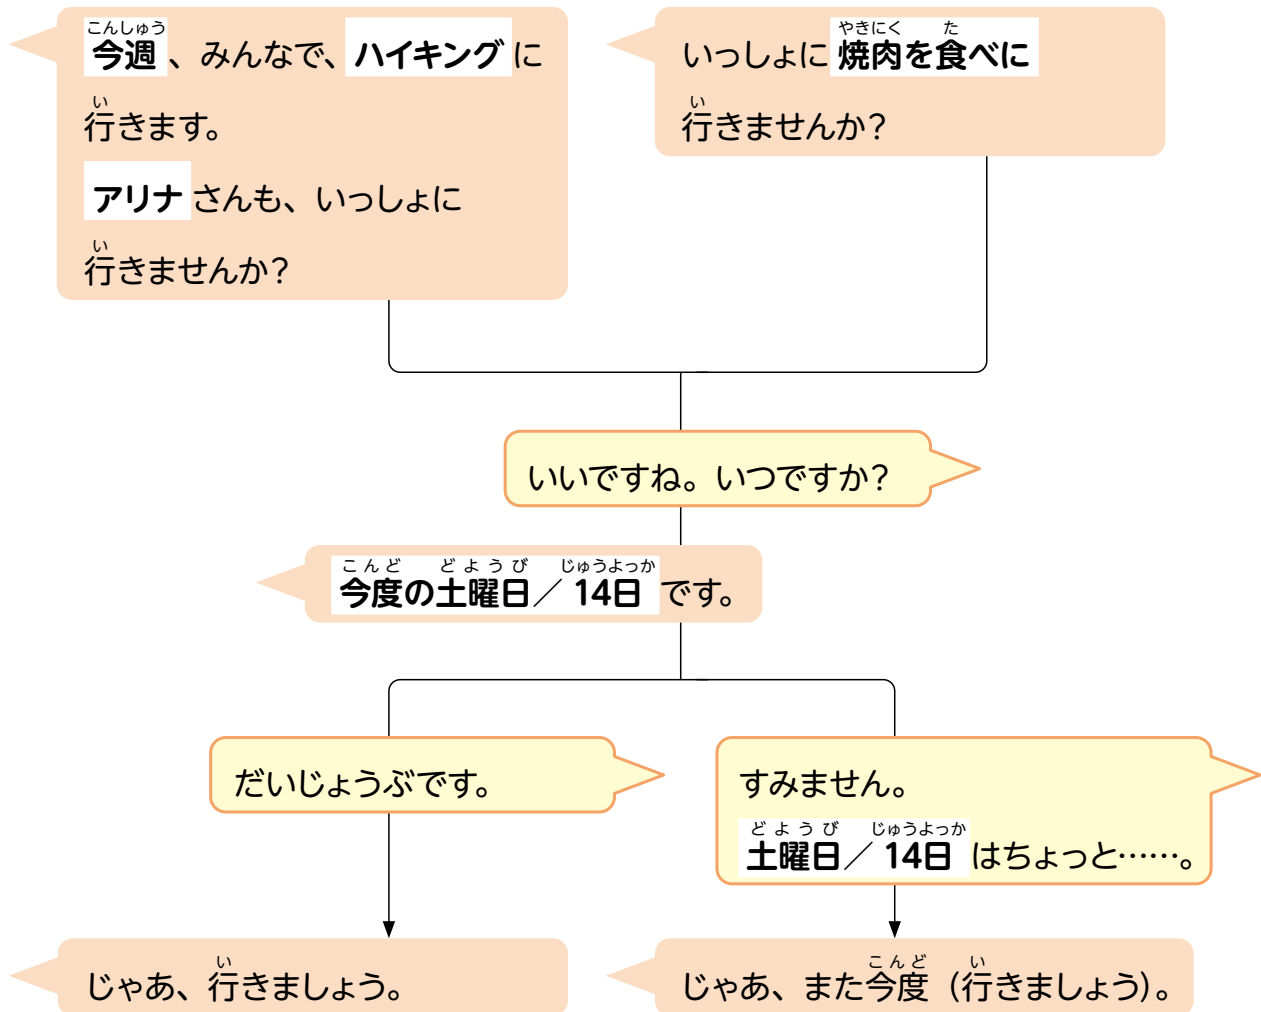 こんしゅう
今週、みんなで、ハイキングに
い
行きます。
アリナさんも、いっしょに
い
行きませんか？
やきにく た
いっしょに焼肉を食べに
い
行きませんか？
いいですね。いつですか？
こんど どようび じゅうよっか
今度の土曜日／14日です。
だいじょうぶです。
すみません。
どようび じゅうよっか
土曜日／14日はちょっと……。
い
じゃあ、行きましょう。
こんど い
じゃあ、また今度（行きましょう）。